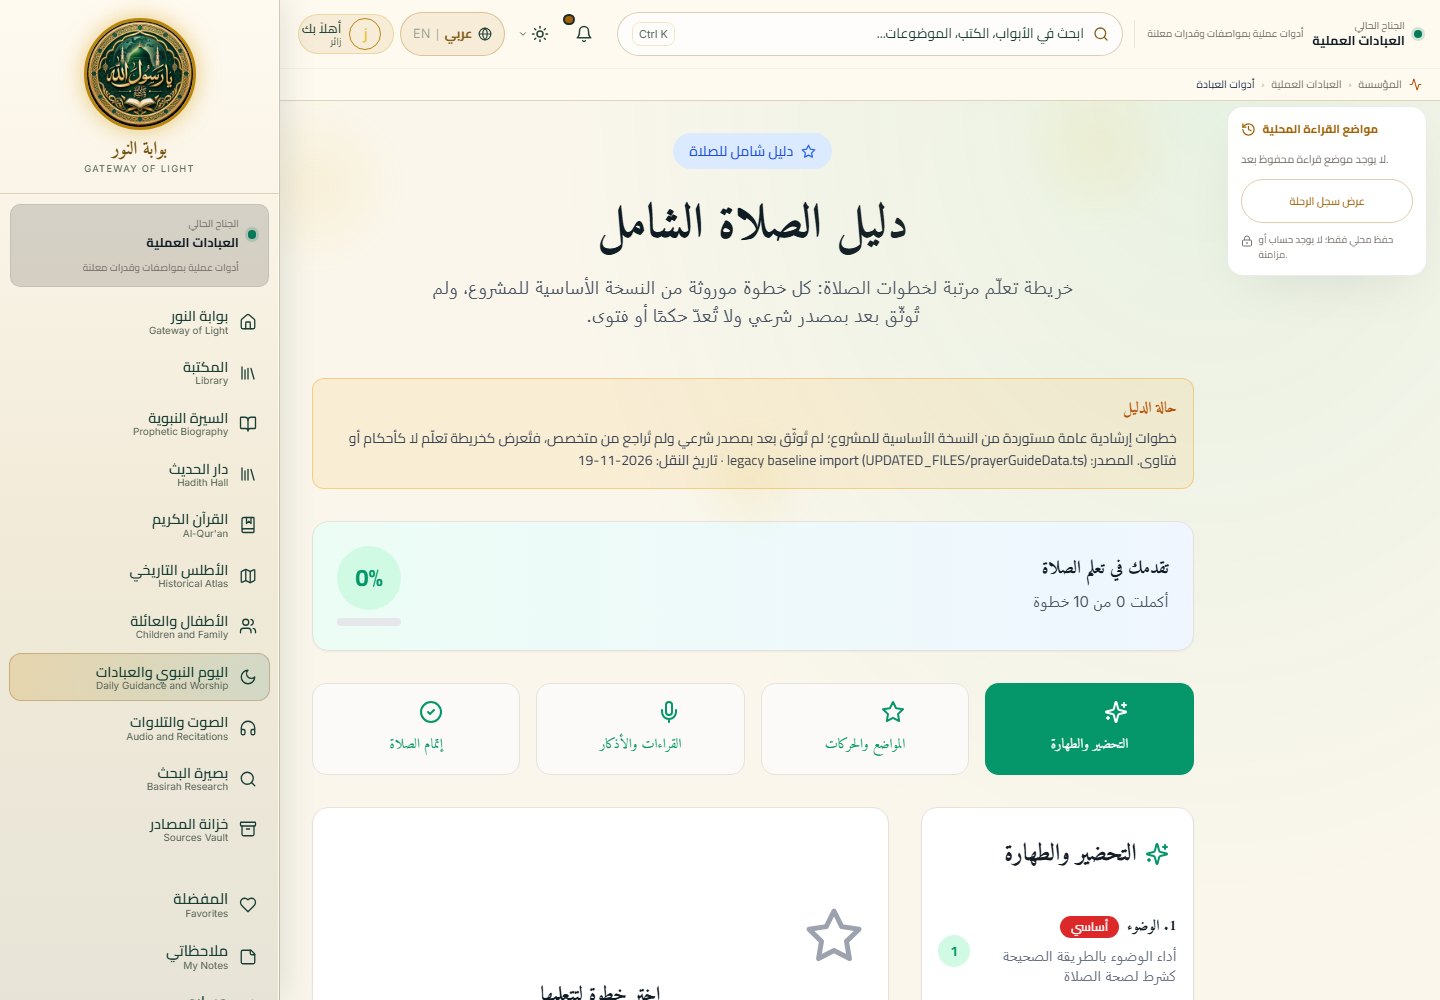 الجناح الحالي
العبادات العملية
أدوات عملية بمواصفات وقدرات معلنة
ابحث في الأبواب، الكتب، الموضوعات...
Ctrl K
عربي | EN
أهلاً بك
زائر
ز
المؤسسة › العبادات العملية › أدوات العبادة
يا رسول الله
بوابة النور
GATEWAY OF LIGHT
الجناح الحالي
العبادات العملية
أدوات عملية بمواصفات وقدرات معلنة
بوابة النور
Gateway of Light
المكتبة
Library
السيرة النبوية
Prophetic Biography
دار الحديث
Hadith Hall
القرآن الكريم
Al-Qur'an
الأطلس التاريخي
Historical Atlas
الأطفال والعائلة
Children and Family
اليوم النبوي والعبادات
Daily Guidance and Worship
الصوت والتلاوات
Audio and Recitations
بصيرة البحث
Basirah Research
خزانة المصادر
Sources Vault
المفضلة
Favorites
ملاحظاتي
My Notes
مواضع القراءة المحلية
لا يوجد موضع قراءة محفوظ بعد.
عرض سجل الرحلة
حفظ محلي فقط؛ لا يوجد حساب أو
مزامنة.
دليل شامل للصلاة
دليل الصلاة الشامل
خريطة تعلّم مرتبة لخطوات الصلاة: كل خطوة موروثة من النسخة الأساسية للمشروع، ولم
تُوثّق بعد بمصدر شرعي ولا تُعدّ حكمًا أو فتوى.
حالة الدليل
خطوات إرشادية عامة مستوردة من النسخة الأساسية للمشروع؛ لم تُوثّق بعد بمصدر شرعي ولم تُراجع من متخصص، فتُعرض كخريطة تعلّم لا كأحكام أو
فتاوى. المصدر: legacy baseline import (UPDATED_FILES/prayerGuideData.ts) · تاريخ النقل: 2026-11-19
تقدمك في تعلم الصلاة
أكملت 0 من 10 خطوة
0%
التحضير والطهارة
المواضع والحركات
القراءات والأذكار
إتمام الصلاة
التحضير والطهارة
1. الوضوء
أساسي
أداء الوضوء بالطريقة الصحيحة
كشرط لصحة الصلاة
1
اختر خطوة لتتعلمها